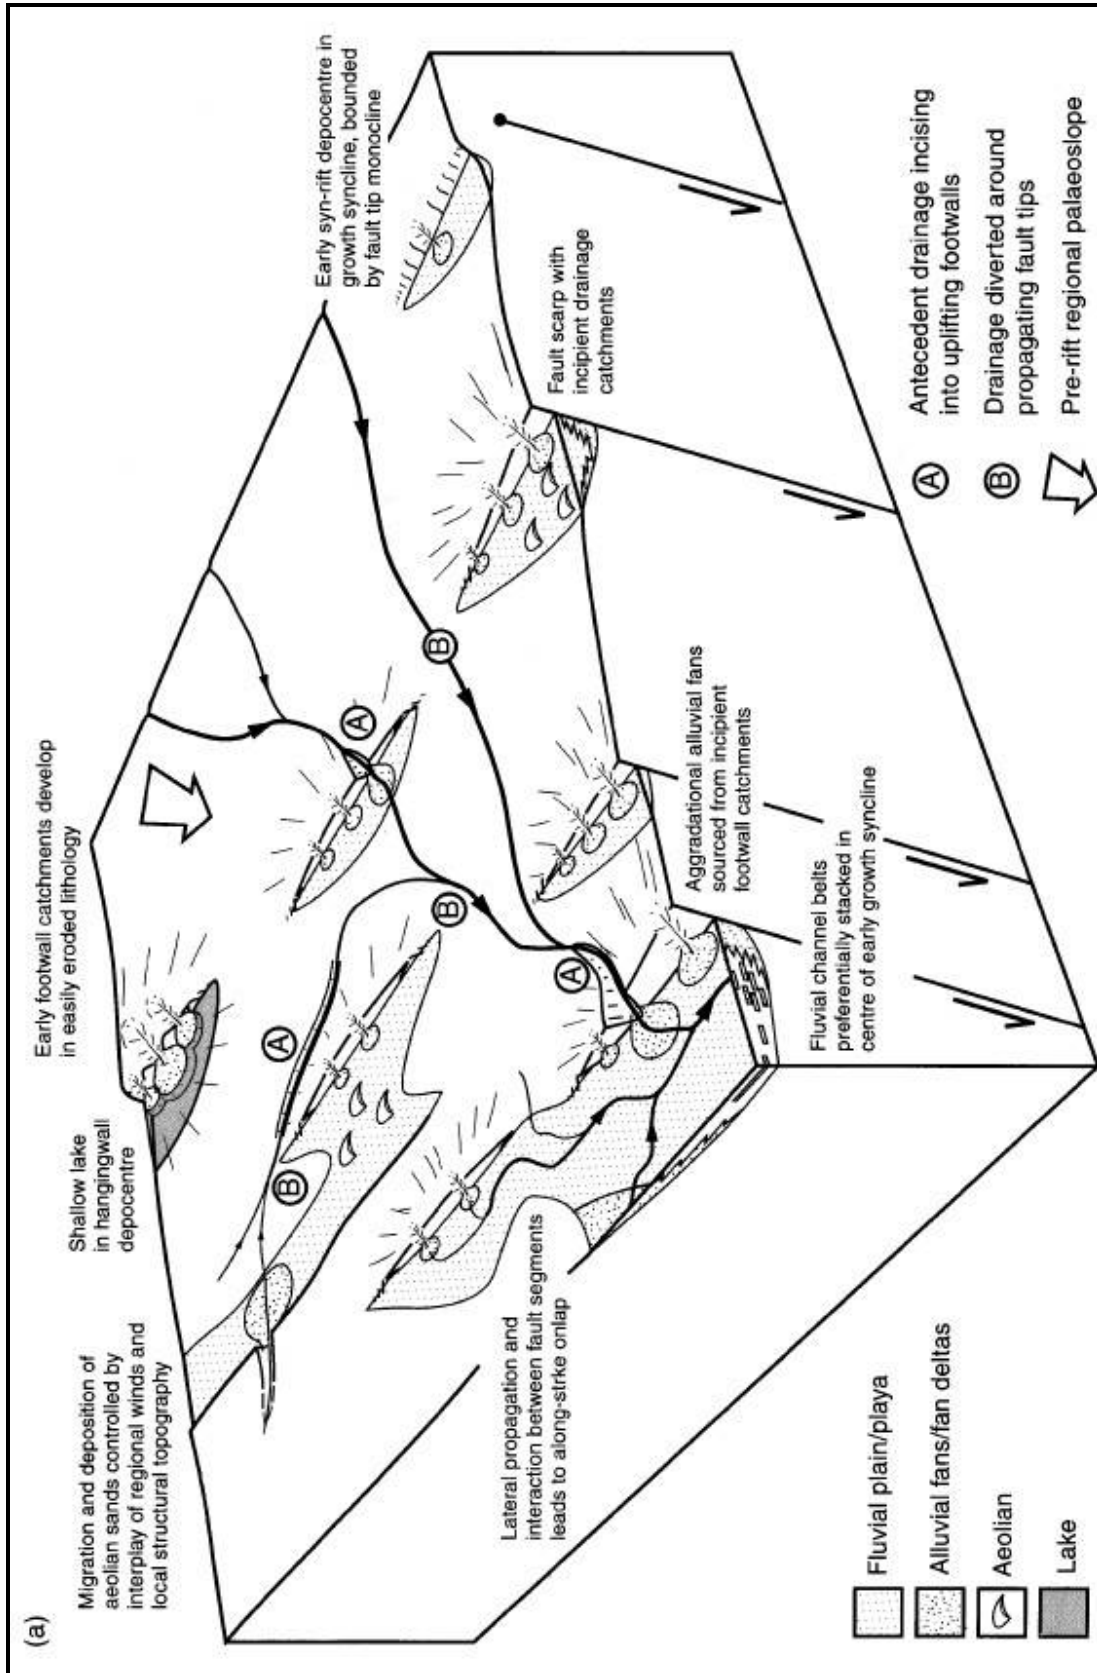 (a)
Migration and deposition of
aeolian sands controlled by
interplay of regional winds and
local structural topography
Shallow lake
in hangingwall
depocentre
Early footwall catchments develop
in easily eroded lithology
Early syn-rift depocentre in
growth syncline, bounded
by fault tip monocline
A
B
A
B
B
A
Fault scarp with
incipient drainage
catchments
Lateral propagation and
interaction between fault segments
leads to along-strke onlap
Aggradational alluvial fans
sourced from incipient
footwall catchments
Fluvial channel belts
preferentially stacked in
centre of early growth syncline
Fluvial plain/playa
Alluvial fans/fan deltas
Aeolian
Lake
A Antecedent drainage incising
into uplifting footwalls
B Drainage diverted around
propagating fault tips
Pre-rift regional palaeoslope